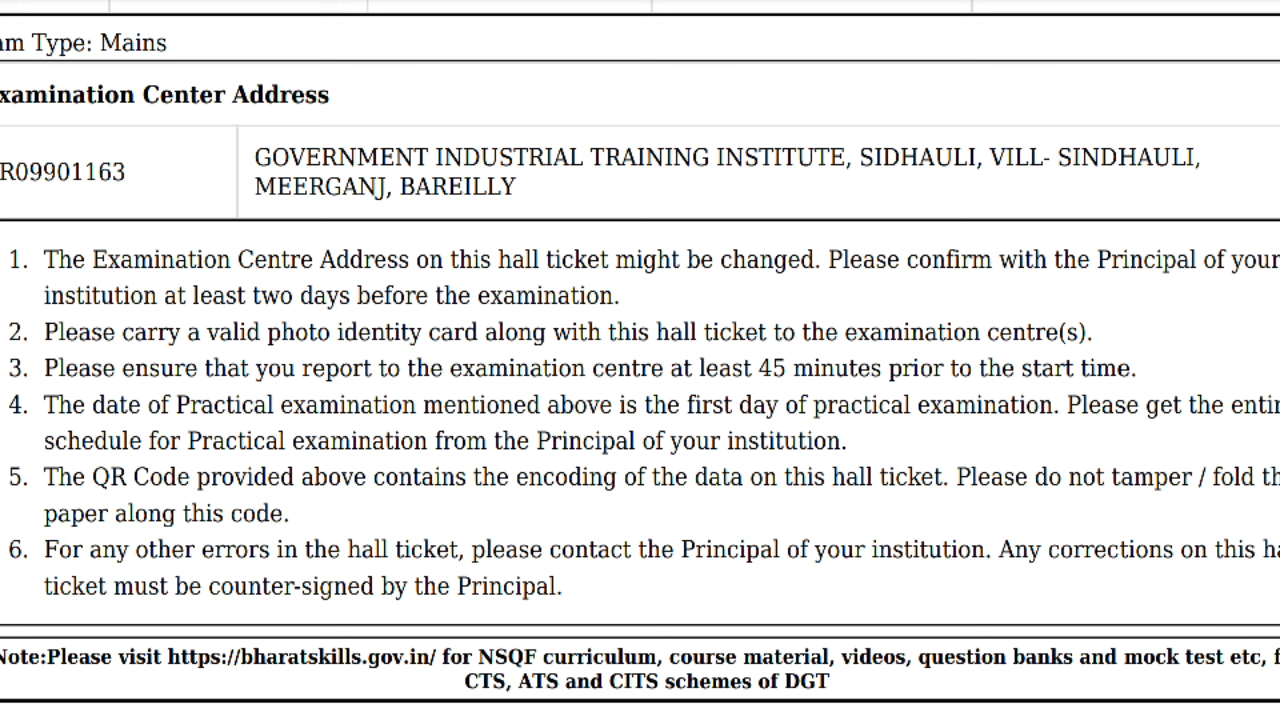 am Type: Mains
xamination Center Address
R09901163
GOVERNMENT INDUSTRIAL TRAINING INSTITUTE, SIDHAULI, VILL- SINDHAULI,
MEERGANJ, BAREILLY
1. The Examination Centre Address on this hall ticket might be changed. Please confirm with the Principal of your
institution at least two days before the examination.
2. Please carry a valid photo identity card along with this hall ticket to the examination centre(s).
3. Please ensure that you report to the examination centre at least 45 minutes prior to the start time.
4. The date of Practical examination mentioned above is the first day of practical examination. Please get the entir
schedule for Practical examination from the Principal of your institution.
5. The QR Code provided above contains the encoding of the data on this hall ticket. Please do not tamper / fold th
paper along this code.
6. For any other errors in the hall ticket, please contact the Principal of your institution. Any corrections on this ha
ticket must be counter-signed by the Principal.
Note:Please visit https://bharatskills.gov.in/ for NSQF curriculum, course material, videos, question banks and mock test etc, f
CTS, ATS and CITS schemes of DGT